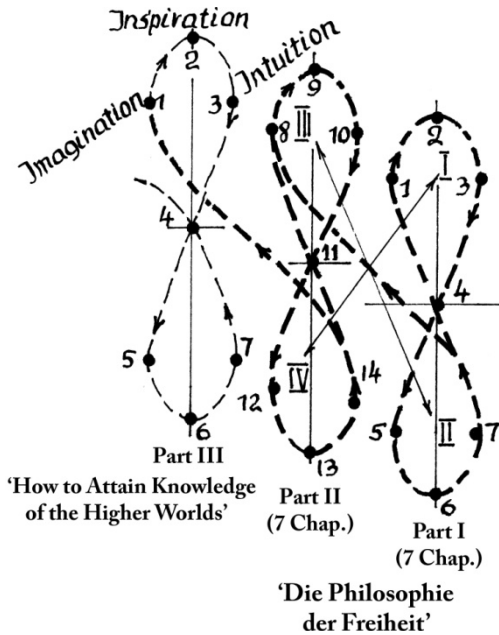 Inspiration
Imagination
Intuition
1
2
3
4
5
6
7
Part III
'How to Attain Knowledge
of the Higher Worlds'
8
9
10
11
12
13
14
III
IV
Part II
(7 Chap.)
1
2
3
4
5
6
7
I
II
Part I
(7 Chap.)
'Die Philosophie
der Freiheit'